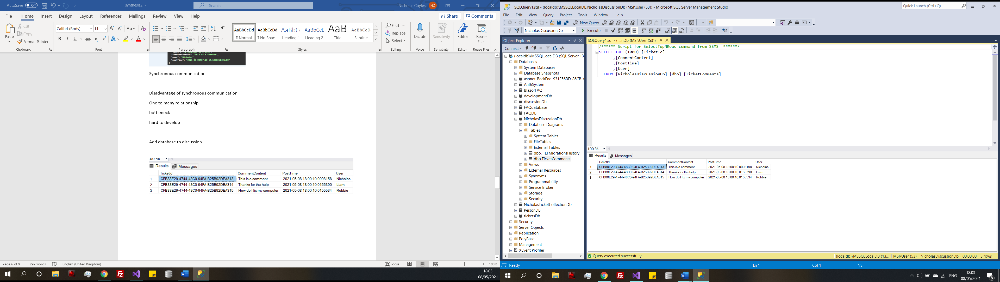 AutoSave Off synthesis2 Search Nicholas Coyles NC
File Home Insert Design Layout References Mailings Review View Help Share Comments
Paste Cut Copy Format Painter Clipboard
Calibri (Body) 11 Font
Paragraph
AaBbCcDd ¶ Normal AaBbCcDd ¶ No Spac... AaBbCc Heading 1 AaBbCcD Heading 2 AaB Title AaBbCcD Subtitle
Styles
Find Replace Select Editing
Dictate Voice
Sensitivity Sensitivity
Editor Editor
Reuse Files Reuse Files
"commentContent": "This is a comment",
"user": "Nicholas",
"postTime": "2021-05-08T17:20:54.6360261+01:00"
}
Synchronous communication
Disadvantage of synchronous communication
One to many relationship
bottleneck
hard to develop
Add database to discussion
Results Messages
TicketId CommentContent PostTime User
1 CFB88E29-4744-48C0-94FA-B25B92DEA313 This is a comment 2021-05-08 18:00:10.0098158 Nicholas
2 CFB88E29-4744-48C0-94FA-B25B92DEA314 Thanks for the help 2021-05-08 18:00:10.0155390 Liam
3 CFB88E29-4744-48C0-94FA-B25B92DEA315 How do I fix my computer 2021-05-08 18:00:10.0155534 Robbie
Page 6 of 9 299 words English (United Kingdom) Focus 100%
18:03
08/05/2021
SQLQuery1.sql - (localdb)\MSSQLLocalDB.NicholasDiscussionDb (MSI\User (53)) - Microsoft SQL Server Management Studio
Quick Launch (Ctrl+Q)
File Edit View Query Project Tools Window Help
New Query
NicholasDiscussionDb Execute
Object Explorer
Connect
(localdb)\MSSQLLocalDB (SQL Server 13
Databases
System Databases
Database Snapshots
aspnet-BackEnd-931E56BD-86CB-4
AuthSystem
BlazorFAQ
developmentDb
discussionDb
FAQdatabase
FAQDB
NicholasDiscussionDb
Database Diagrams
Tables
System Tables
FileTables
External Tables
dbo.__EFMigrationsHistory
dbo.TicketComments
Views
External Resources
Synonyms
Programmability
Service Broker
Storage
Security
NicholasTicketCollectionDb
PersonDB
ticketsDb
Security
Server Objects
Replication
PolyBase
Management
XEvent Profiler
SQLQuery1.sql - (l...nDb (MSI\User (53))
/****** Script for SelectTopNRows command from SSMS ******/
SELECT TOP (1000) [TicketId]
,[CommentContent]
,[PostTime]
,[User]
FROM [NicholasDiscussionDb].[dbo].[TicketComments]
100 %
Results Messages
TicketId CommentContent PostTime User
1 CFB88E29-4744-48C0-94FA-B25B92DEA313 This is a comment 2021-05-08 18:00:10.0098158 Nicholas
2 CFB88E29-4744-48C0-94FA-B25B92DEA314 Thanks for the help 2021-05-08 18:00:10.0155390 Liam
3 CFB88E29-4744-48C0-94FA-B25B92DEA315 How do I fix my computer 2021-05-08 18:00:10.0155534 Robbie
Query executed successfully. (localdb)\MSSQLLocalDB (13.... MSI\User (53) NicholasDiscussionDb 00:00:00 3 rows
Ready Ln 1 Col 1 INS
ENG 18:03
08/05/2021 8